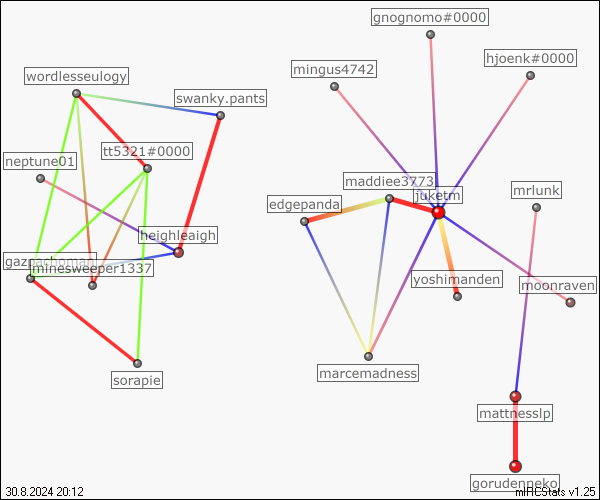 gnognomo#0000
hjoenk#0000
mingus4742
wordlesseulogy
swanky.pants
tt5321#0000
neptune01
maddiee3773
mrlunk
juketrn
edgepanda
heighleaigh
gazpachoman
minesweeper1337
yoshimanden
moonraven
marcemadness
sorapie
mattnesslp
gorudenneko
30.8.2024 20:12
mIRCStats v1.25